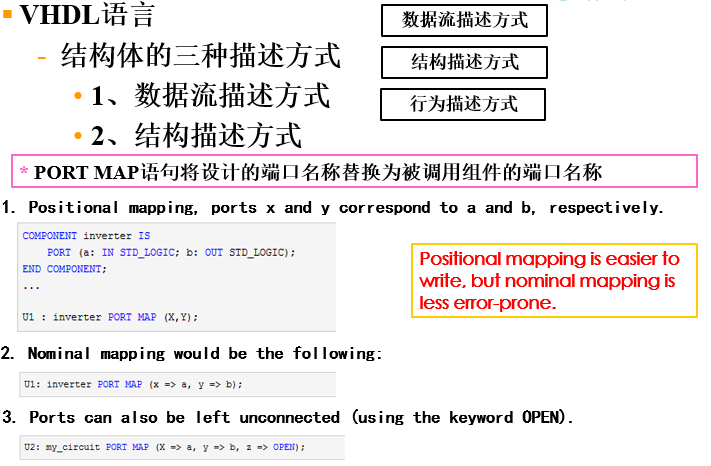 VHDL语言
数据流描述方式
- 结构体的三种描述方式
结构描述方式
• 1、数据流描述方式
行为描述方式
• 2、结构描述方式
* PORT MAP语句将设计的端口名称替换为被调用组件的端口名称
1. Positional mapping, ports x and y correspond to a and b, respectively.
COMPONENT inverter IS
PORT (a: IN STD_LOGIC; b: OUT STD_LOGIC);
END COMPONENT;
...
U1 : inverter PORT MAP (X,Y);
Positional mapping is easier to
write, but nominal mapping is
less error-prone.
2. Nominal mapping would be the following:
U1: inverter PORT MAP (x => a, y => b);
3. Ports can also be left unconnected (using the keyword OPEN).
U2: my_circuit PORT MAP (X => a, y => b, z => OPEN);